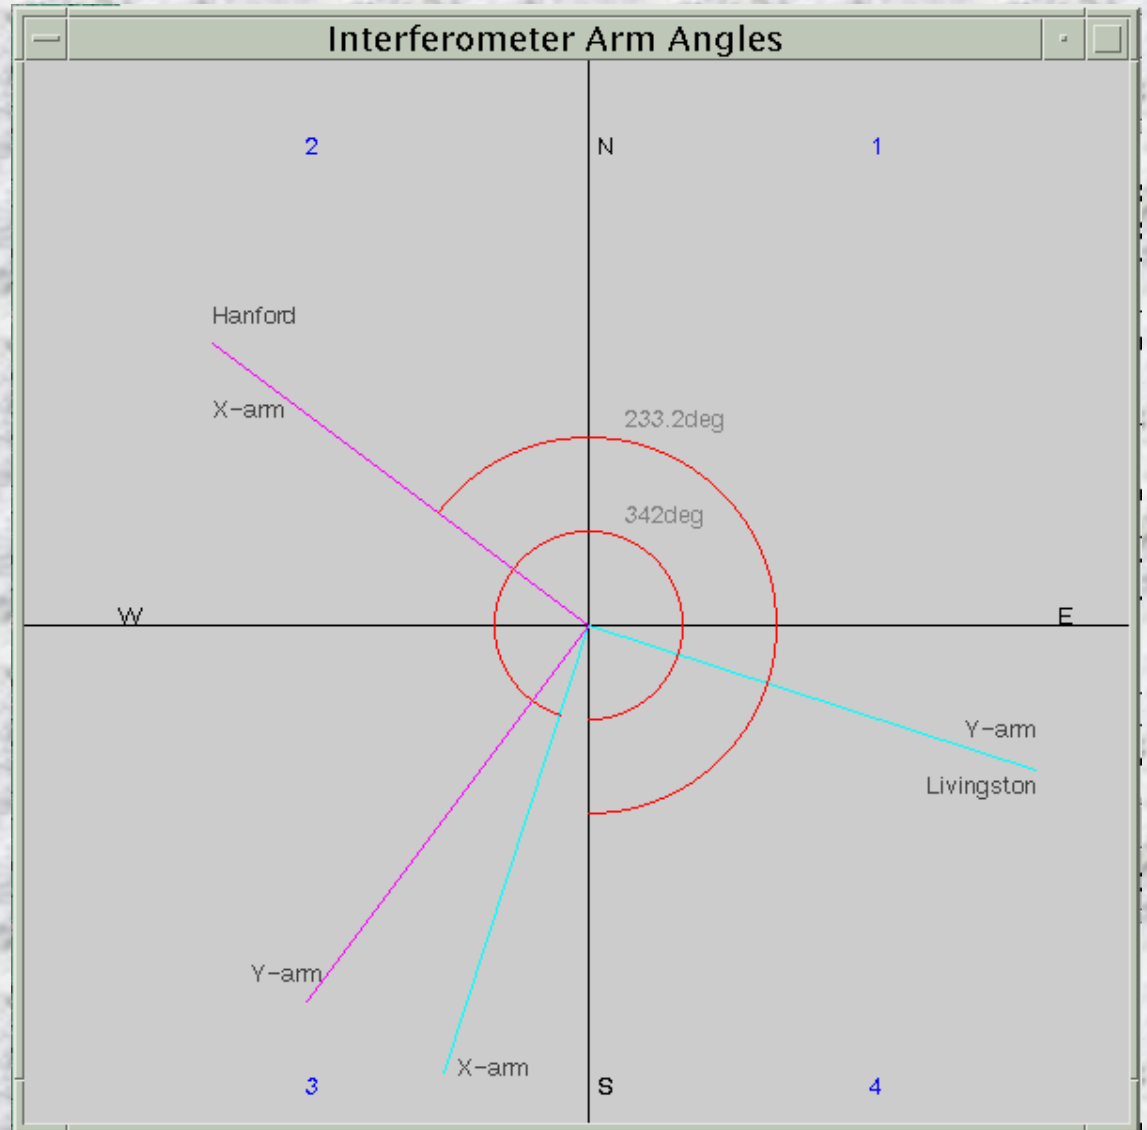 Interferometer Arm Angles
2
N
1
Hanford
X-arm
233.2deg
342deg
W
E
Y-arm
Livingston
Y-arm
X-arm
3
S
4